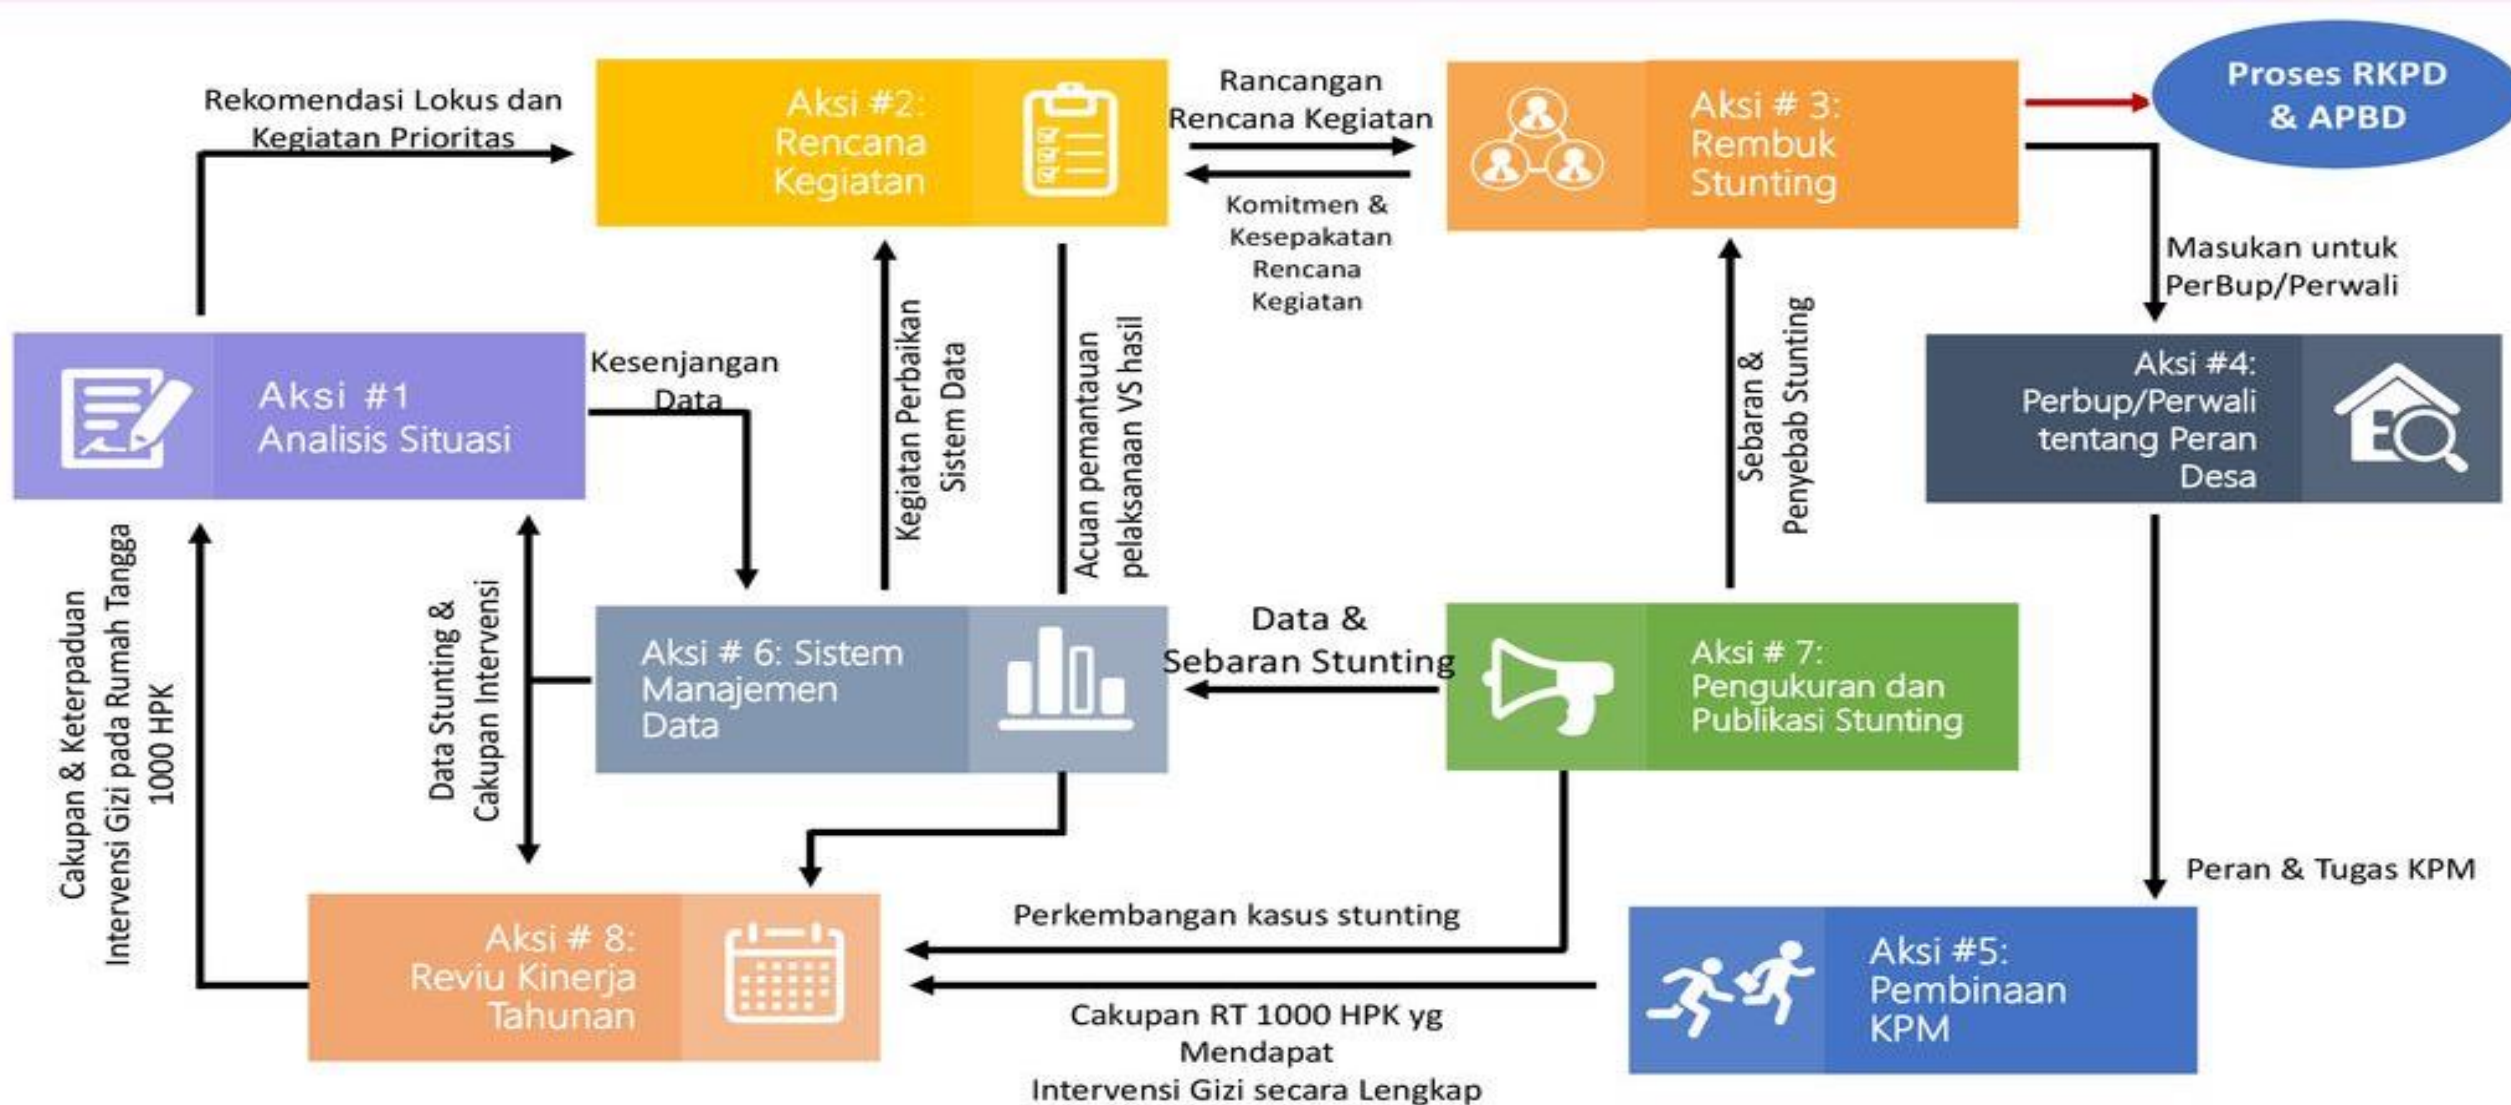 Rekomendasi Lokus dan
Kegiatan Prioritas
Aksi #2:
Rencana
Kegiatan
Rancangan
Rencana Kegiatan
Komitmen &
Kesepakatan
Rencana
Kegiatan
Aksi # 3:
Rembuk
Stunting
Proses RKPD
& APBD
Masukan untuk
PerBup/Perwali
Aksi #1
Analisis Situasi
Kesenjangan
Data
Kegiatan Perbaikan
Sistem Data
Acuan pemantauan
pelaksanaan VS hasil
Sebaran &
Penyebab Stunting
Aksi #4:
Perbup/Perwali
tentang Peran
Desa
Cakupan & Keterpaduan
Intervensi Gizi pada Rumah Tangga
1000 HPK
Data Stunting &
Cakupan Intervensi
Aksi # 6: Sistem
Manajemen
Data
Data &
Sebaran Stunting
Aksi # 7:
Pengukuran dan
Publikasi Stunting
Peran & Tugas KPM
Aksi # 8:
Reviu Kinerja
Tahunan
Perkembangan kasus stunting
Cakupan RT 1000 HPK yg
Mendapat
Intervensi Gizi secara Lengkap
Aksi #5:
Pembinaan
KPM